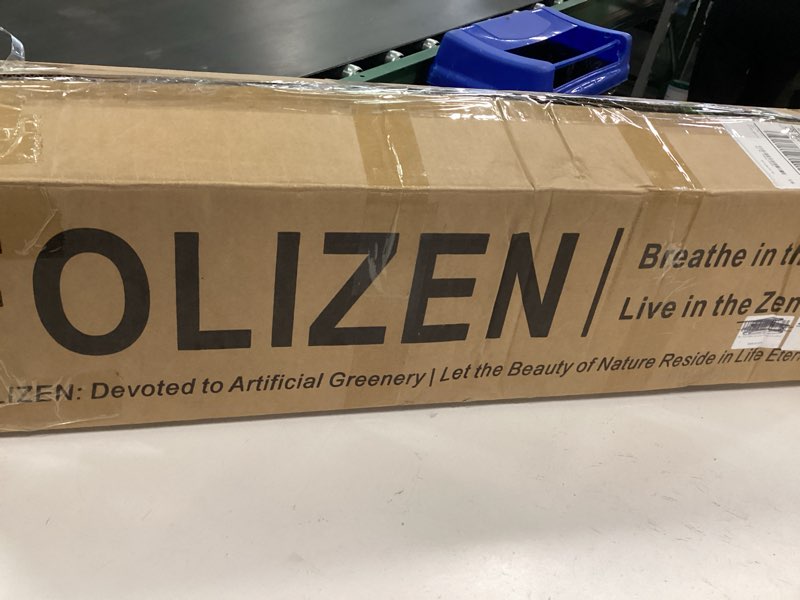 OLIZEN
Breathe in th
Live in the Zen
LIZEN: Devoted to Artificial Greenery | Let the Beauty of Nature Reside in Life Eter